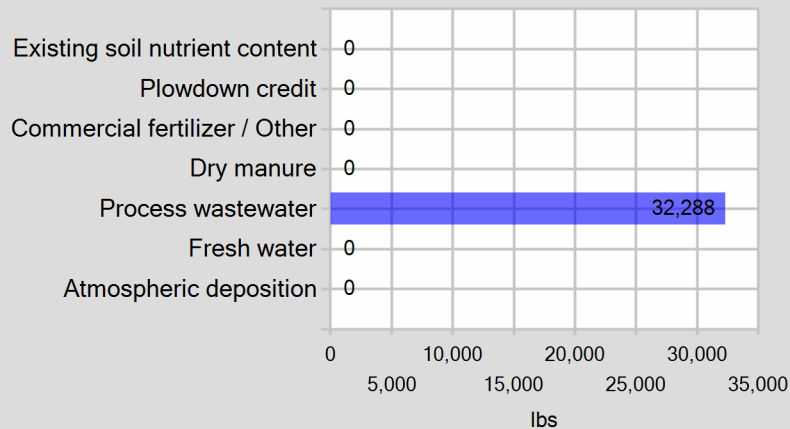 Existing soil nutrient content 0
Plowdown credit 0
Commercial fertilizer / Other 0
Dry manure 0
Process wastewater 32,288
Fresh water 0
Atmospheric deposition 0
0 10,000 20,000 30,000
5,000 15,000 25,000 35,000
lbs